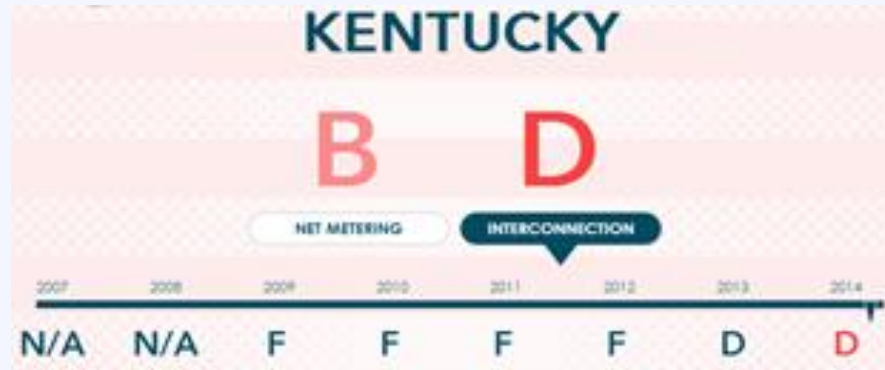 KENTUCKY
B D
NET METERING INTERCONNECTION
2007 2008 2009 2010 2011 2012 2013 2014
N/A N/A F F F F D D